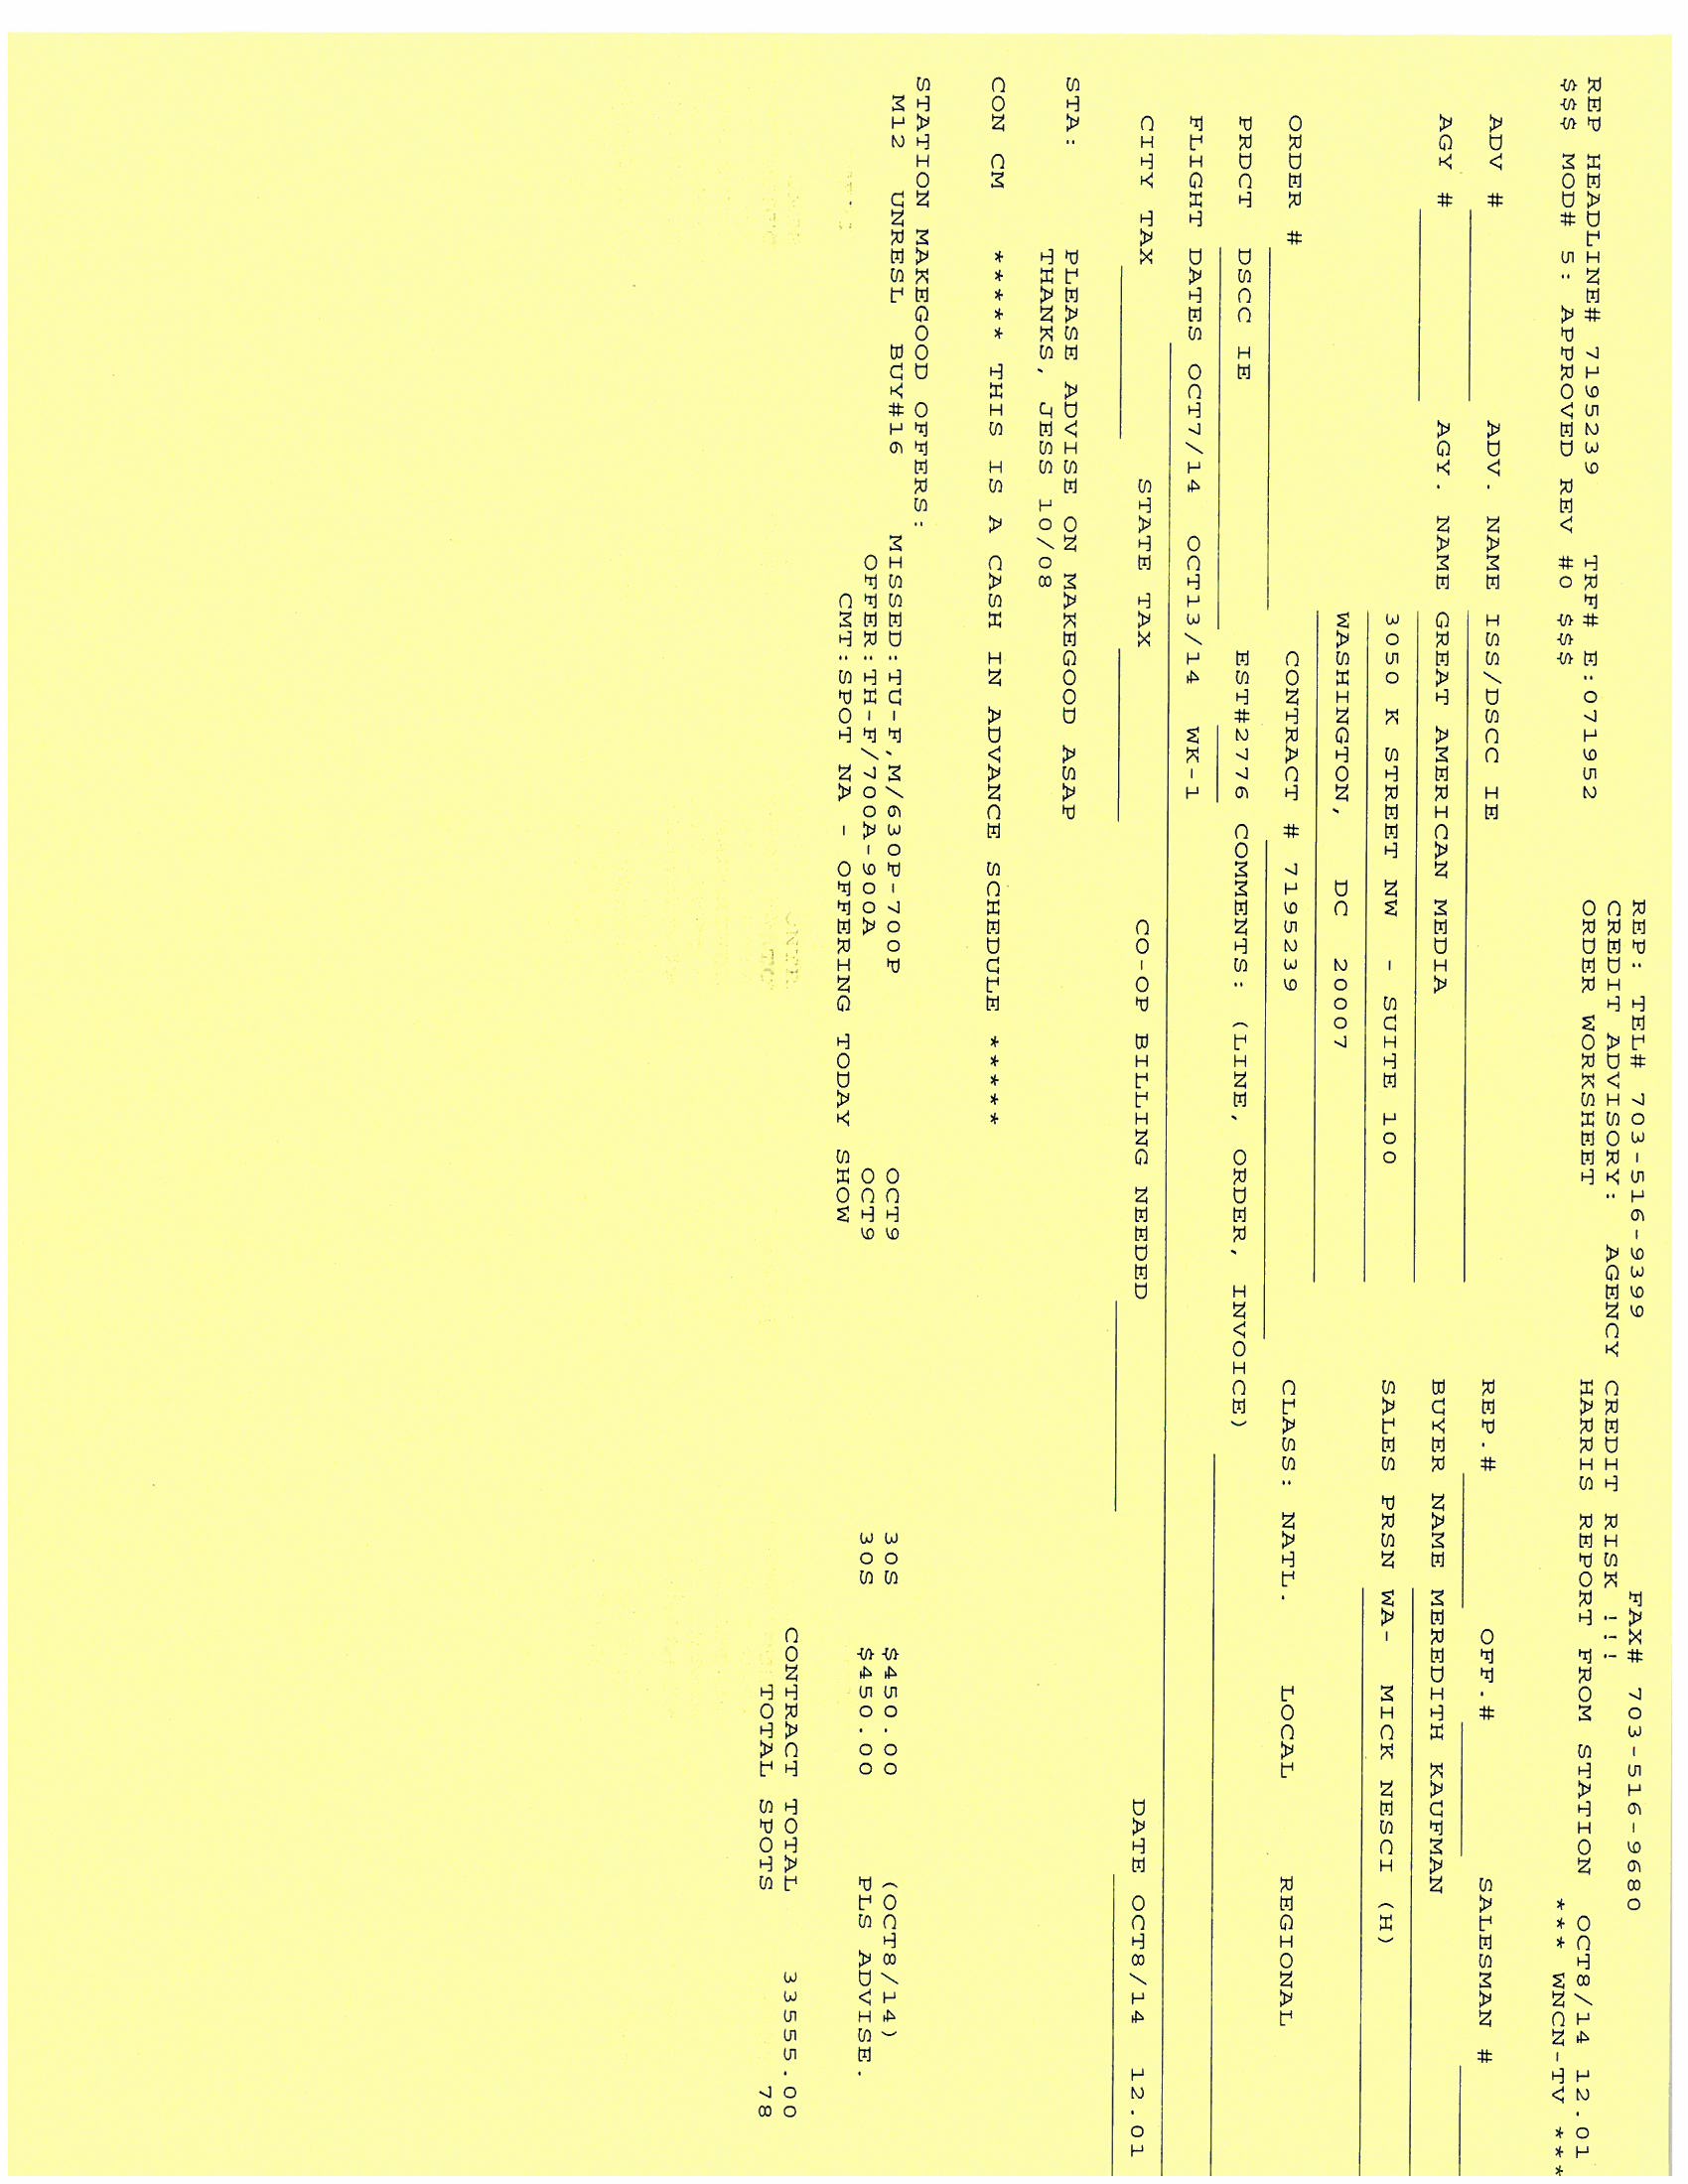 REP: TEL# 703-516-9399 FAX# 703-516-9680
CREDIT ADVISORY: AGENCY CREDIT RISK !!!
REP HEADLINE# 7195239 TRF# E:071952 ORDER WORKSHEET HARRIS REPORT FROM STATION OCT8/14 12.01
$$$ MOD# 5: APPROVED REV #0 $$$ *** WNCN-TV ***
ADV # ADV. NAME ISS/DSCC IE REP.# OFF.# SALESMAN #
AGY # AGY. NAME GREAT AMERICAN MEDIA BUYER NAME MEREDITH KAUFMAN
3050 K STREET NW - SUITE 100 SALES PRSN WA- MICK NESCI (H)
WASHINGTON, DC 20007
ORDER # CONTRACT # 7195239 CLASS: NATL. LOCAL REGIONAL
PRDCT DSCC IE EST#2776 COMMENTS: (LINE, ORDER, INVOICE)
FLIGHT DATES OCT7/14 OCT13/14 WK-1
CITY TAX STATE TAX CO-OP BILLING NEEDED DATE OCT8/14 12.01
STA: PLEASE ADVISE ON MAKEGOOD ASAP
THANKS, JESS 10/08
CON CM ***** THIS IS A CASH IN ADVANCE SCHEDULE *****
STATION MAKEGOOD OFFERS:
M12 UNRESL BUY#16 MISSED:TU-F,M/630P-700P OCT9 30S $450.00 (OCT8/14)
OFFER:TH-F/700A-900A OCT9 30S $450.00 PLS ADVISE.
CMT:SPOT NA - OFFERING TODAY SHOW
CONTRACT TOTAL 33555.00
TOTAL SPOTS 78